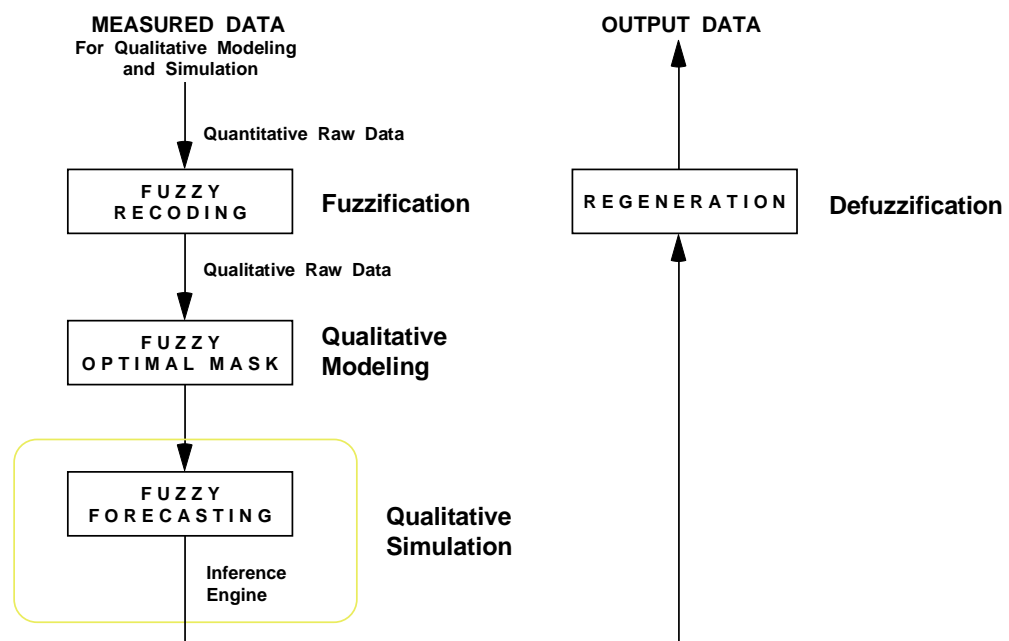 MEASURED DATA
For Qualitative Modeling
and Simulation
Quantitative Raw Data
FUZZY
RECODING
Fuzzification
Qualitative Raw Data
FUZZY
OPTIMAL MASK
Qualitative
Modeling
FUZZY
FORECASTING
Qualitative
Simulation
Inference
Engine
OUTPUT DATA
REGENERATION
Defuzzification